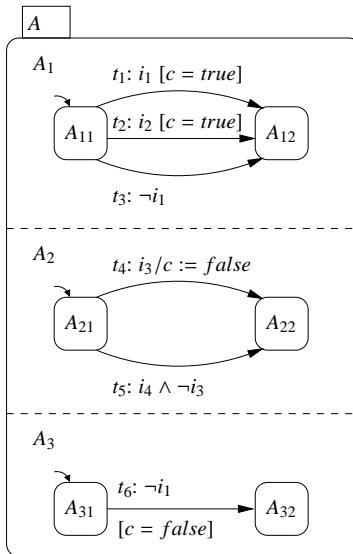 A
A₁
t₁: i₁ [c = true]
t₂: i₂ [c = true]
A₁₁
A₁₂
t₃: ¬i₁
A₂
t₄: i₃/c := false
A₂₁
A₂₂
t₅: i₄ ∧ ¬i₃
A₃
t₆: ¬i₁
A₃₁
A₃₂
[c = false]